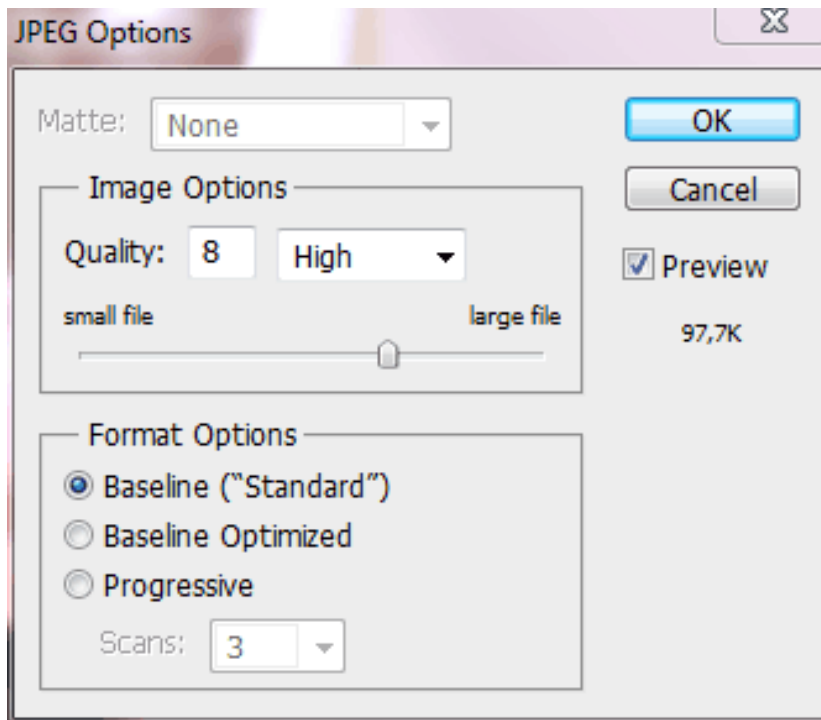 JPEG Options
Matte: None
OK
Image Options
Cancel
Quality: 8 High
Preview
small file large file
97,7K
Format Options
Baseline (“Standard”)
Baseline Optimized
Progressive
Scans: 3